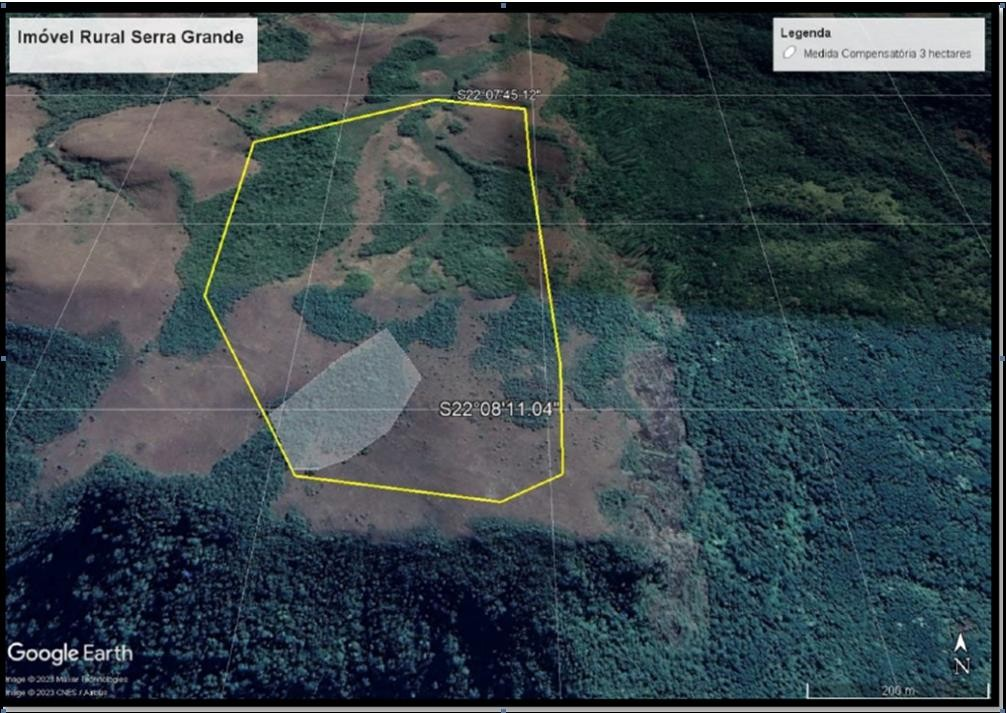 Imóvel Rural Serra Grande
Legenda
Medida Compensatória 3 hectares
S22°07'45.12"
S22°08'11.04"
Google Earth
Image © 2023 Maxar Technologies
Image © 2023 CNES / Airbus
N
200 m